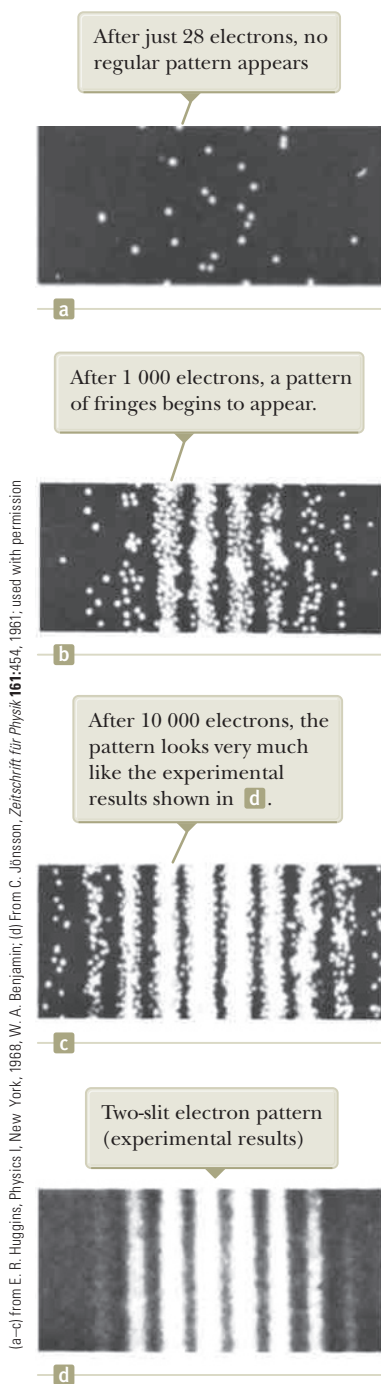 After just 28 electrons, no
regular pattern appears
a
After 1 000 electrons, a pattern
of fringes begins to appear.
b
After 10 000 electrons, the
pattern looks very much
like the experimental
results shown in d.
c
Two-slit electron pattern
(experimental results)
d
(a–c) from E. R. Huggins, Physics I, New York, 1968, W. A. Benjamin; (d) From C. Jönsson, Zeitschrift für Physik 161:454, 1961; used with permission